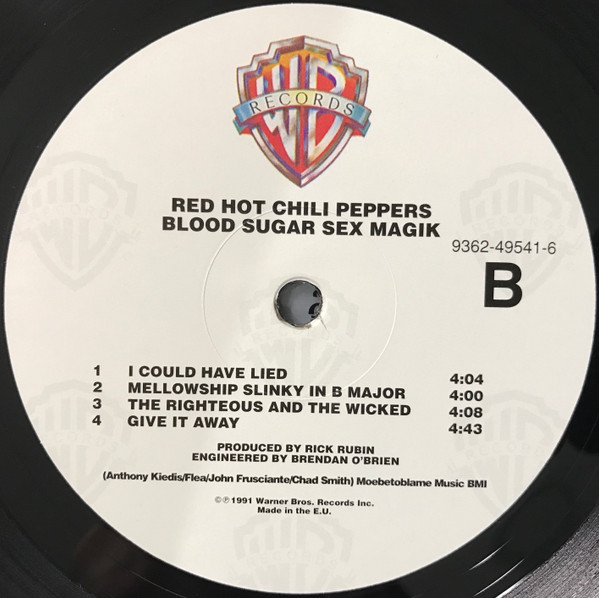 WB
RECORDS
RED HOT CHILI PEPPERS
BLOOD SUGAR SEX MAGIK
9362-49541-6
B
1 I COULD HAVE LIED 4:04
2 MELLOWSHIP SLINKY IN B MAJOR 4:00
3 THE RIGHTEOUS AND THE WICKED 4:08
4 GIVE IT AWAY 4:43
PRODUCED BY RICK RUBIN
ENGINEERED BY BRENDAN O'BRIEN
(Anthony Kiedis/Flea/John Frusciante/Chad Smith) Moebetoblame Music BMI
©℗1991 Warner Bros. Records Inc.
Made in the E.U.